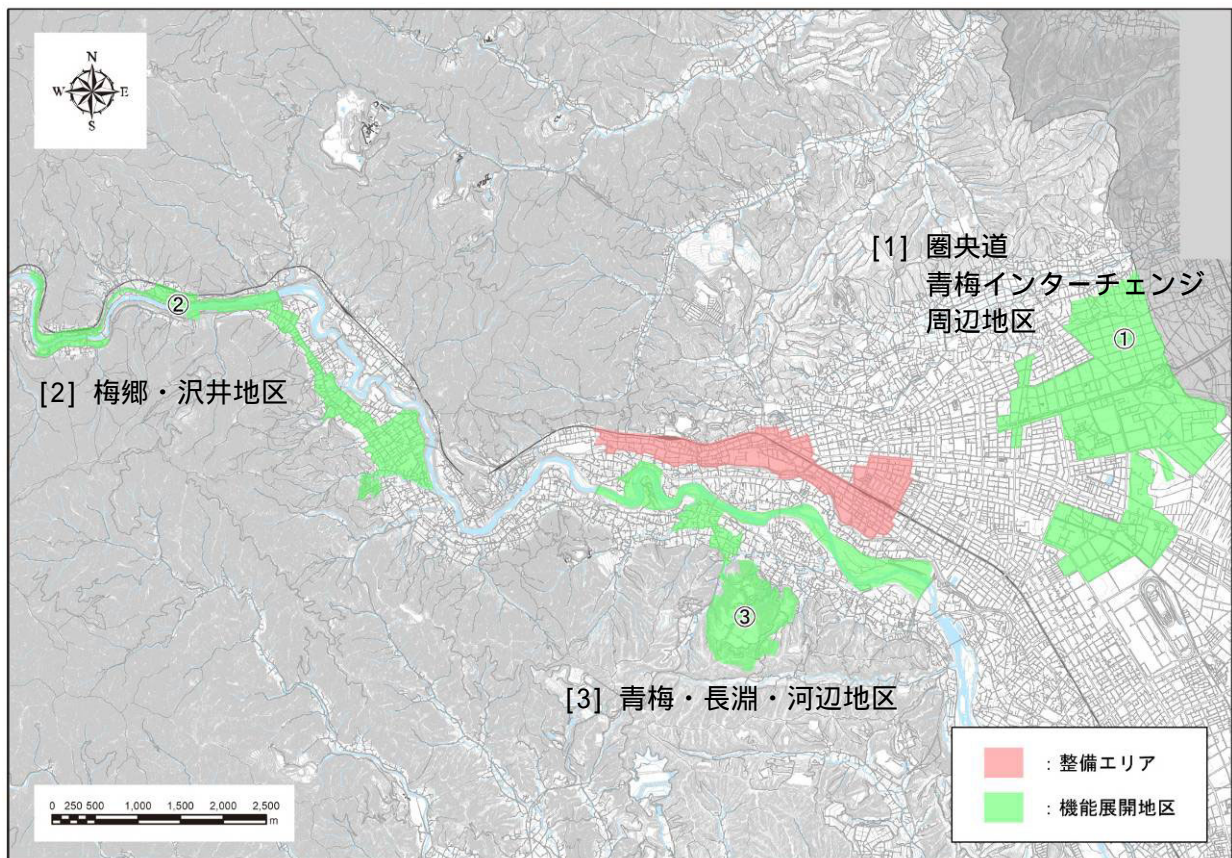 N
W E
S
[1] 圏央道
青梅インターチェンジ
周辺地区
①
②
[2] 梅郷・沢井地区
③
[3] 青梅・長淵・河辺地区
：整備エリア
：機能展開地区
0 250 500 1,000 1,500 2,000 2,500
m